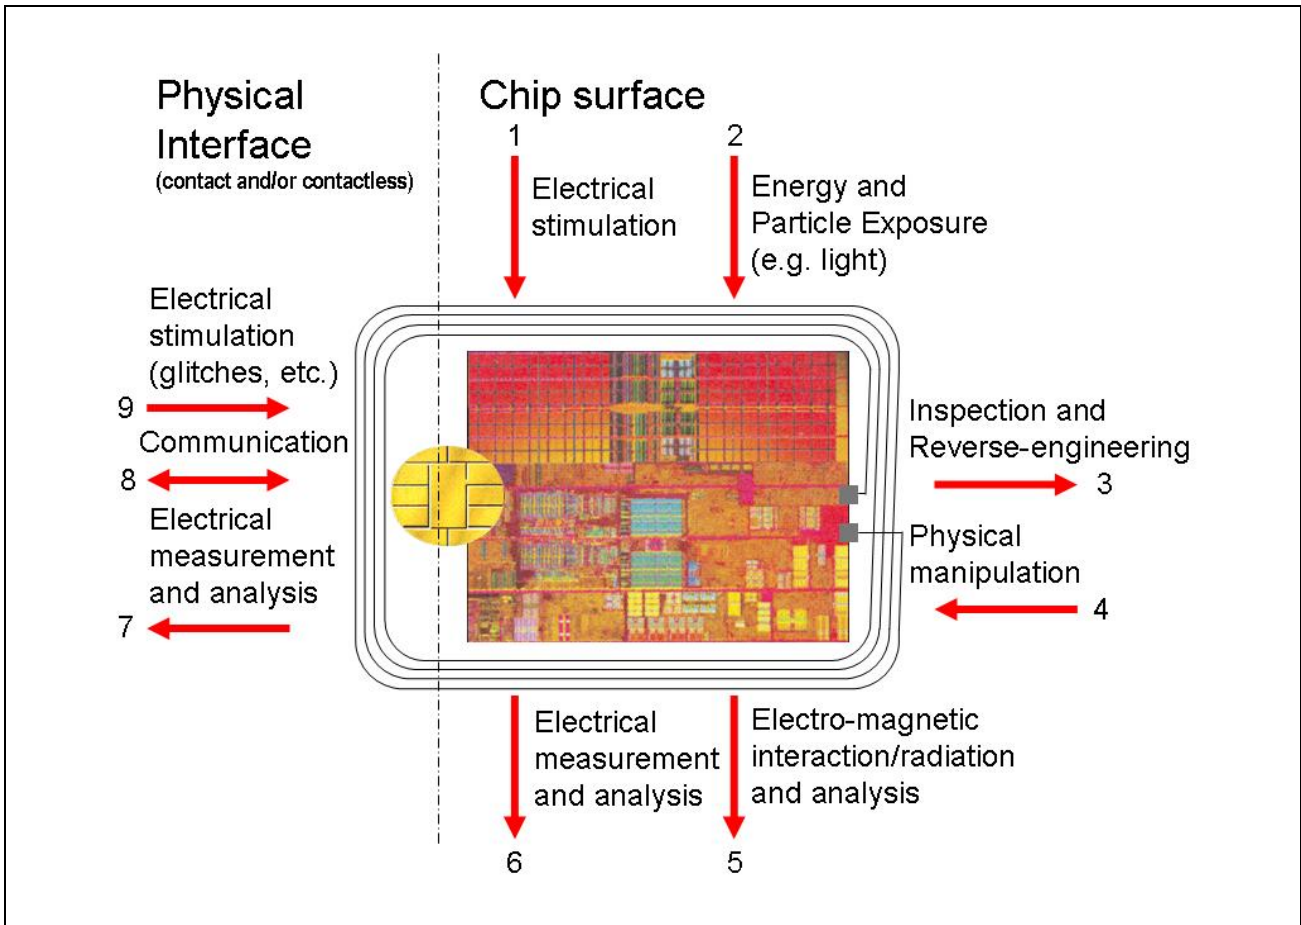 Physical
Interface
(contact and/or contactless)
Chip surface
1
2
Electrical
stimulation
Energy and
Particle Exposure
(e.g. light)
Electrical
stimulation
(glitches, etc.)
9
Communication
8
Electrical
measurement
and analysis
7
Inspection and
Reverse-engineering
3
Physical
manipulation
4
Electrical
measurement
and analysis
6
Electro-magnetic
interaction/radiation
and analysis
5